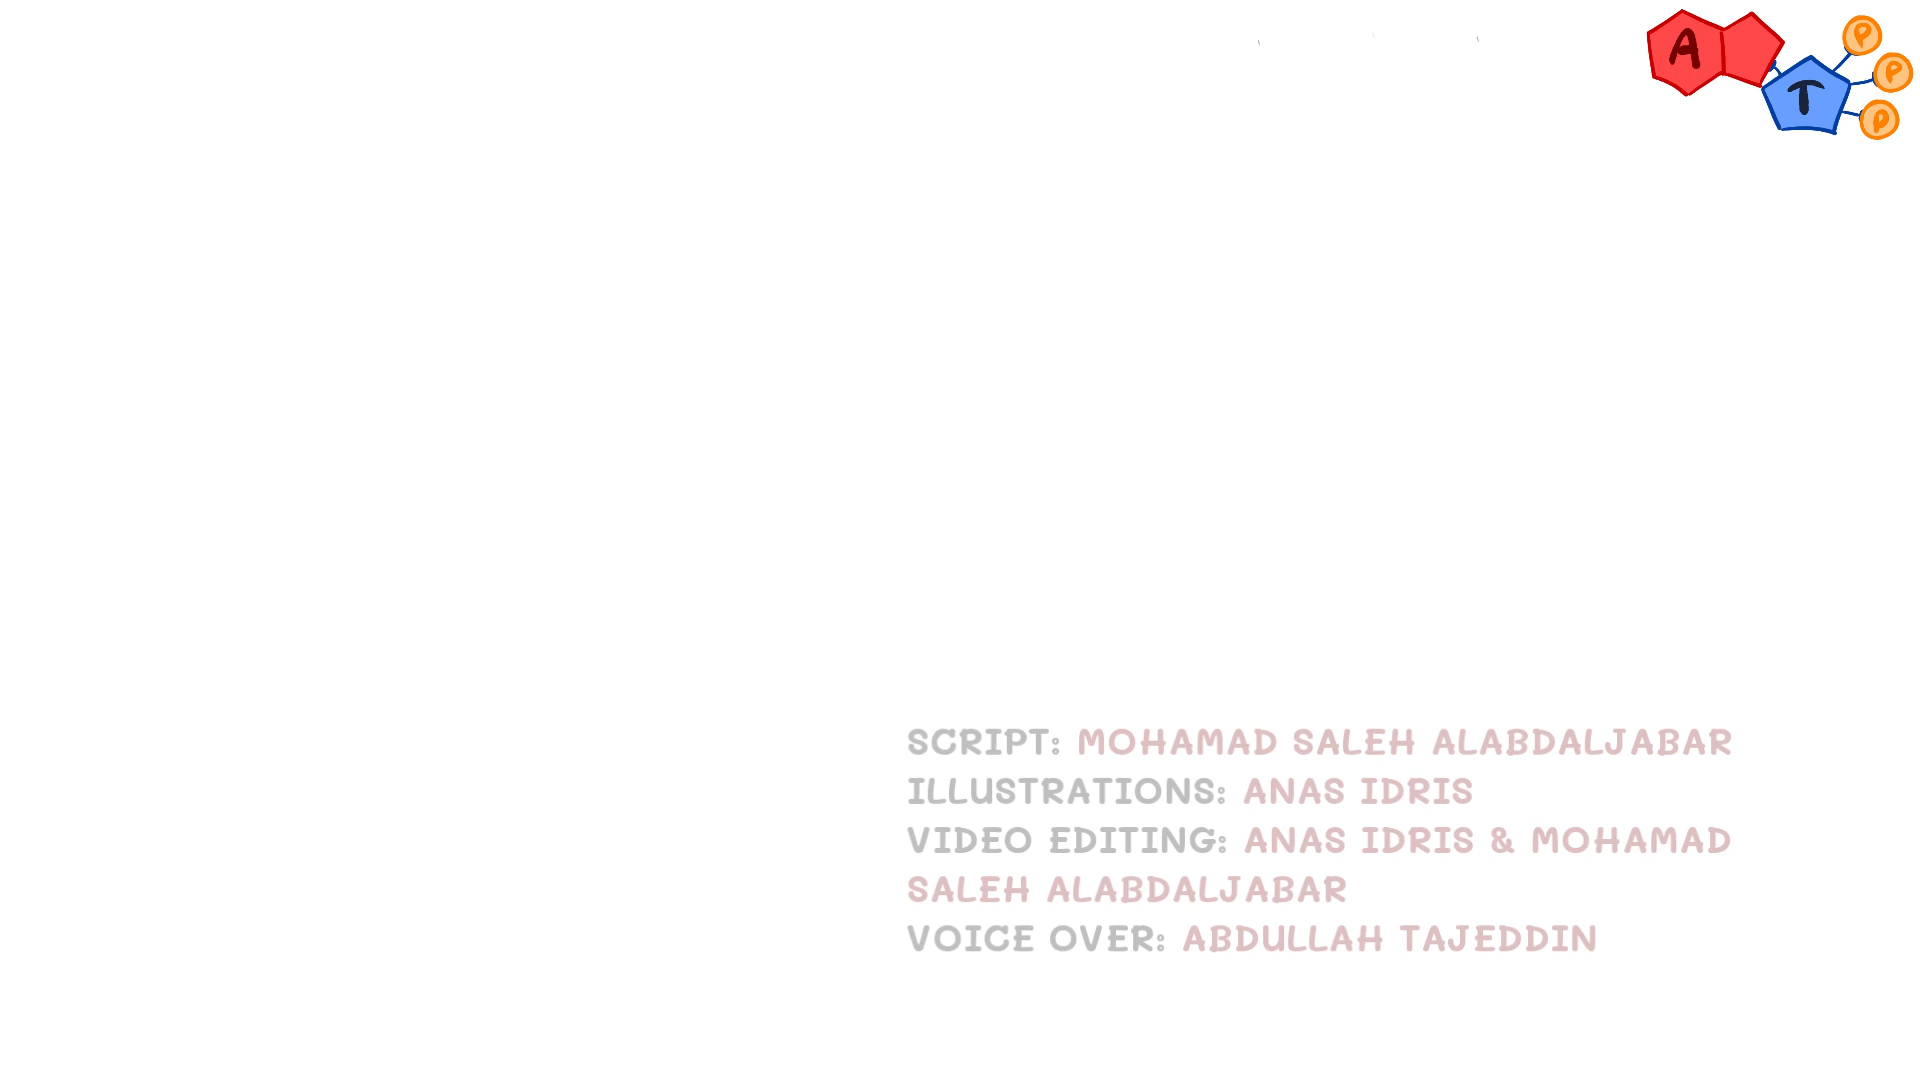 A
T
P
P
P
SCRIPT: MOHAMAD SALEH ALABDALJABAR
ILLUSTRATIONS: ANAS IDRIS
VIDEO EDITING: ANAS IDRIS & MOHAMAD
SALEH ALABDALJABAR
VOICE OVER: ABDULLAH TAJEDDIN